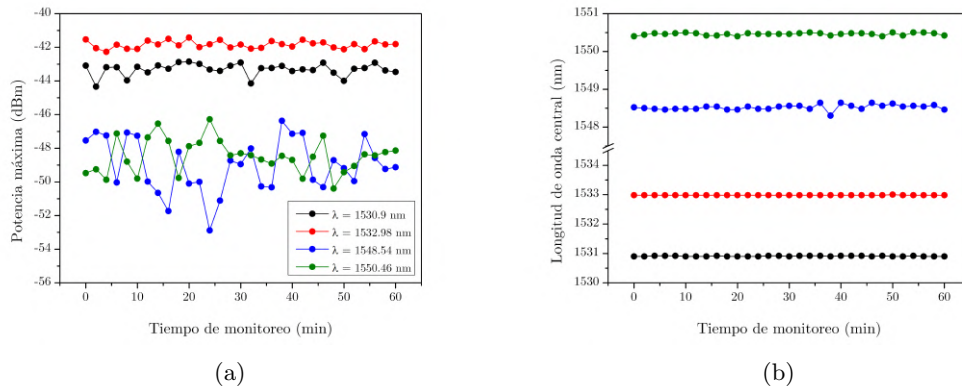 -40
-42
-44
-46
-48
-50
-52
-54
-56
Potencia máxima (dBm)
λ = 1530.9 nm
λ = 1532.98 nm
λ = 1548.54 nm
λ = 1550.46 nm
0 10 20 30 40 50 60
Tiempo de monitoreo (min)
(a)
1551
1550
1549
1548
1534
1533
1532
1531
1530
Longitud de onda central (nm)
0 10 20 30 40 50 60
Tiempo de monitoreo (min)
(b)